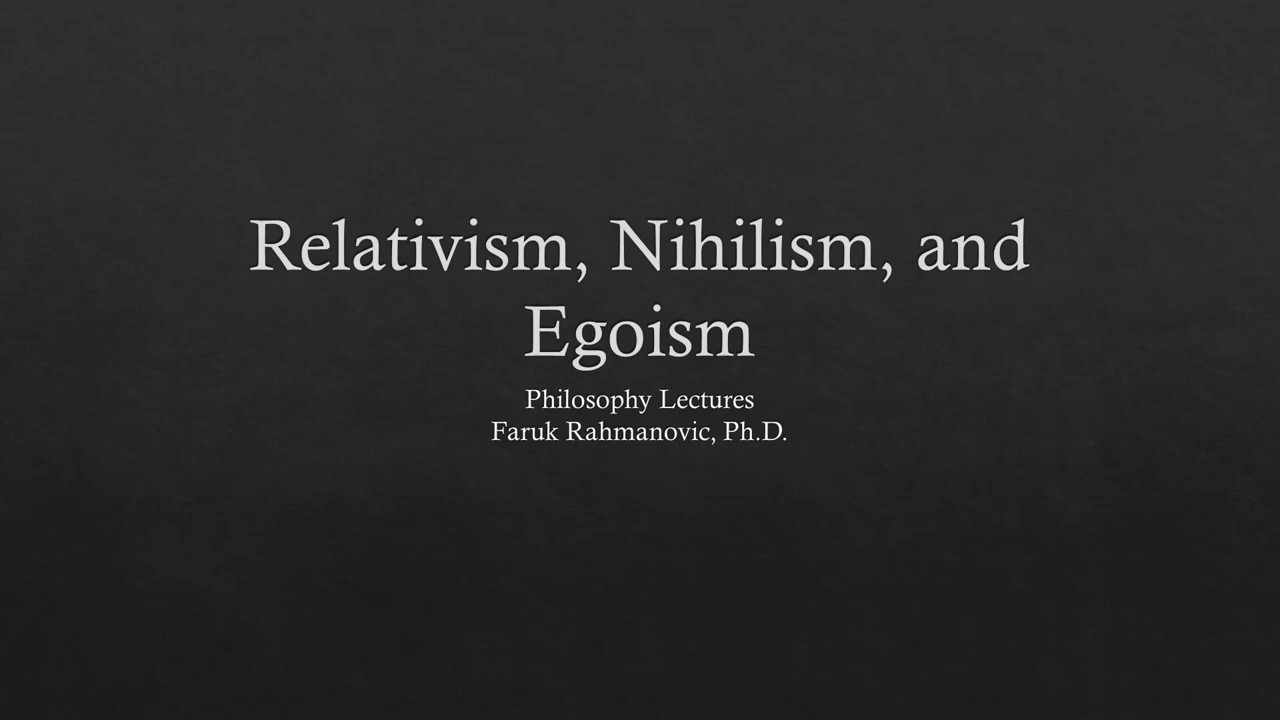 Relativism, Nihilism, and
Egoism
Philosophy Lectures
Faruk Rahmanovic, Ph.D.